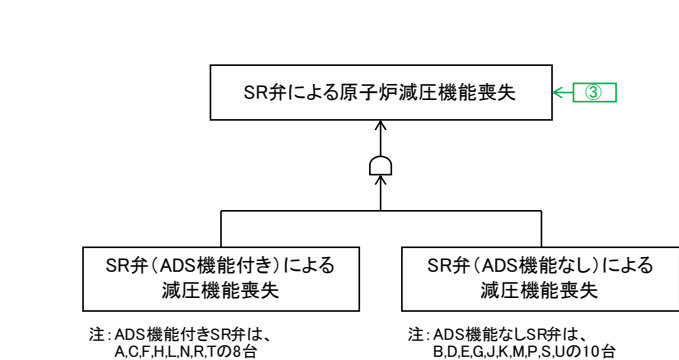 SR弁による原子炉減圧機能喪失
③
SR弁（ADS機能付き）による
減圧機能喪失
SR弁（ADS機能なし）による
減圧機能喪失
注：ADS機能付きSR弁は、
A,C,F,H,L,N,R,Tの8台
注：ADS機能なしSR弁は、
B,D,E,G,J,K,M,P,S,Uの10台